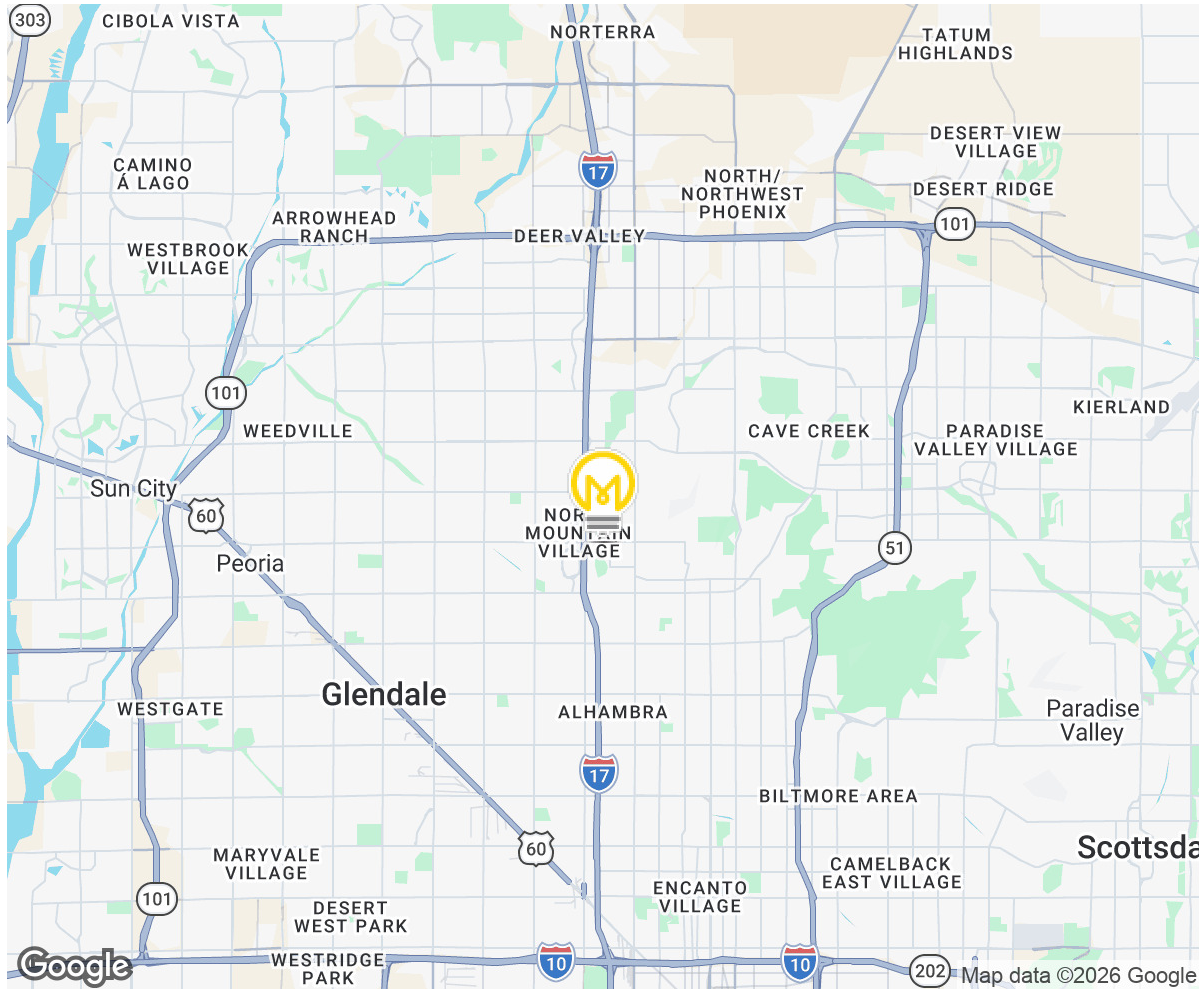 303
CIBOLA VISTA
NORTERRA
TATUM
HIGHLANDS
DESERT VIEW
VILLAGE
CAMINO
Á LAGO
17
NORTH/
NORTHWEST
PHOENIX
DESERT RIDGE
ARROWHEAD
RANCH
101
DEER VALLEY
WESTBROOK
VILLAGE
101
KIERLAND
WEEDVILLE
CAVE CREEK
PARADISE
VALLEY VILLAGE
Sun City
M
60
MOUNTAIN
VILLAGE
51
Peoria
Glendale
WESTGATE
ALHAMBRA
Paradise
Valley
17
BILTMORE AREA
60
Scottsda
MARYVALE
VILLAGE
CAMELBACK
EAST VILLAGE
101
ENCANTO
VILLAGE
DESERT
WEST PARK
WESTRIDGE
PARK
10
10
202
Google
Map data ©2026 Google